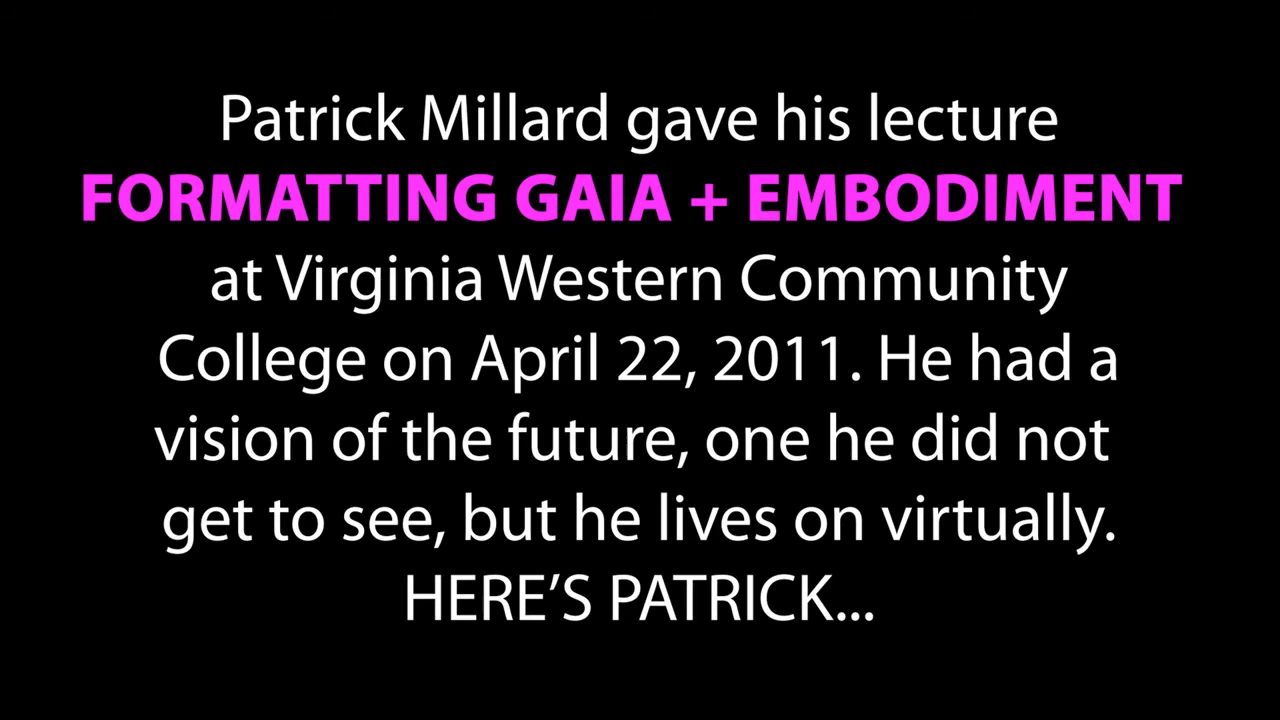 Patrick Millard gave his lecture
FORMATTING GAIA + EMBODIMENT
at Virginia Western Community
College on April 22, 2011. He had a
vision of the future, one he did not
get to see, but he lives on virtually.
HERE’S PATRICK...